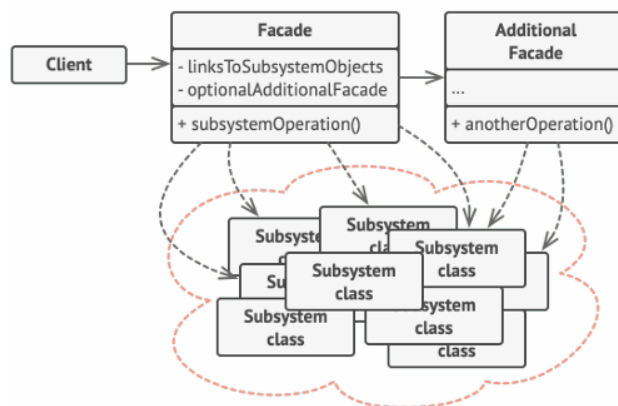 Client
Facade
- linksToSubsystemObjects
- optionalAdditionalFacade
+ subsystemOperation()
Additional
Facade
...
+ anotherOperation()
Subsystem
class
Subsystem
class
Subsystem
class
Subsystem
class
Subsystem
class
class